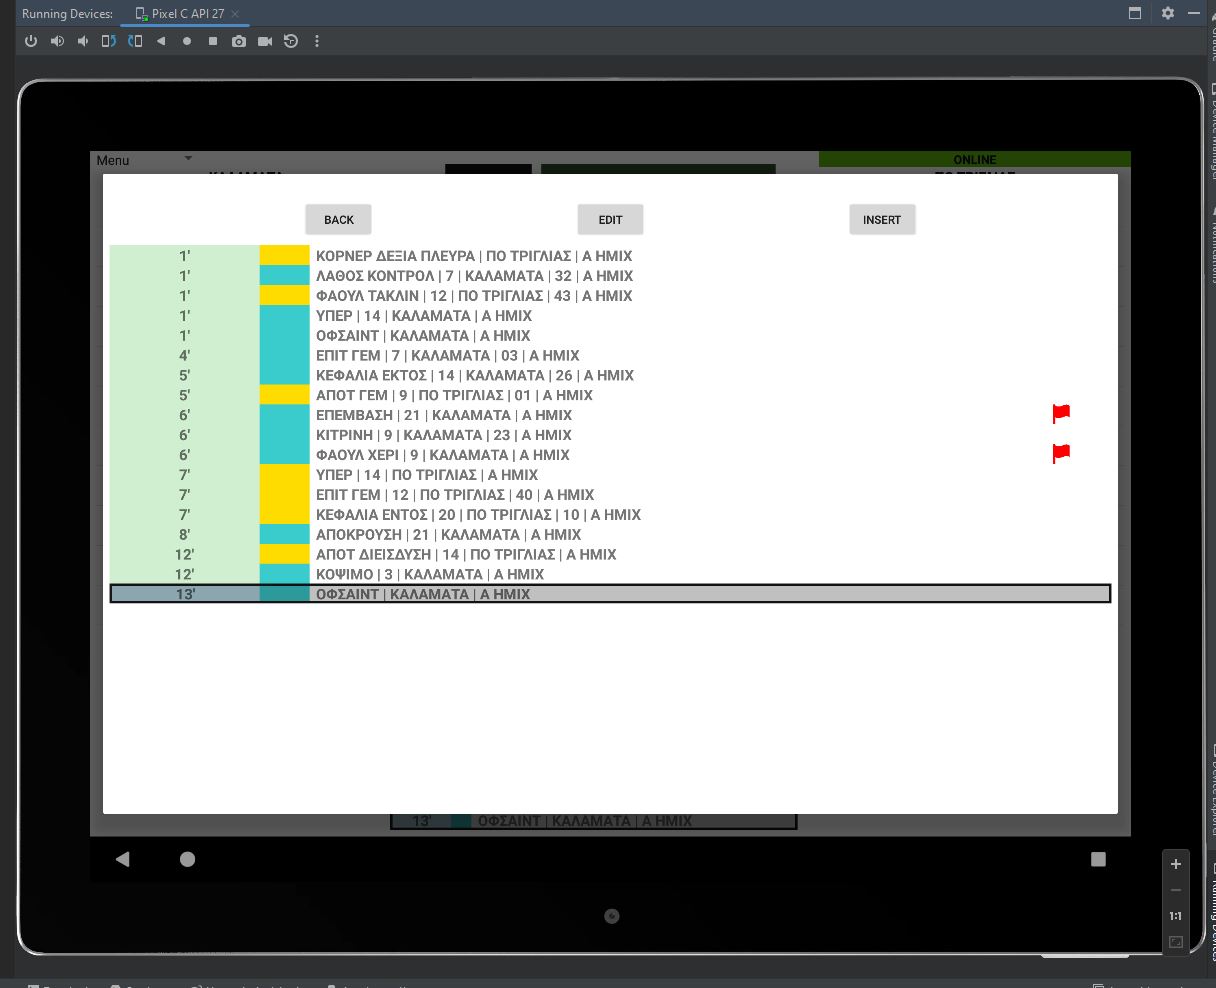 Running Devices: Pixel C API 27
Menu
ONLINE
BACK EDIT INSERT
1' ΚΟΡΝΕΡ ΔΕΞΙΑ ΠΛΕΥΡΑ | ΠΟ ΤΡΙΓΛΙΑΣ | Α ΗΜΙΧ
1' ΛΑΘΟΣ ΚΟΝΤΡΟΛ | 7 | ΚΑΛΑΜΑΤΑ | 32 | Α ΗΜΙΧ
1' ΦΑΟΥΛ ΤΑΚΛΙΝ | 12 | ΠΟ ΤΡΙΓΛΙΑΣ | 43 | Α ΗΜΙΧ
1' ΥΠΕΡ | 14 | ΚΑΛΑΜΑΤΑ | Α ΗΜΙΧ
1' ΟΦΣΑΙΝΤ | ΚΑΛΑΜΑΤΑ | Α ΗΜΙΧ
4' ΕΠΙΤ ΓΕΜ | 7 | ΚΑΛΑΜΑΤΑ | 03 | Α ΗΜΙΧ
5' ΚΕΦΑΛΙΑ ΕΚΤΟΣ | 14 | ΚΑΛΑΜΑΤΑ | 26 | Α ΗΜΙΧ
5' ΑΠΟΤ ΓΕΜ | 9 | ΠΟ ΤΡΙΓΛΙΑΣ | 01 | Α ΗΜΙΧ
6' ΕΠΕΜΒΑΣΗ | 21 | ΚΑΛΑΜΑΤΑ | Α ΗΜΙΧ
6' ΚΙΤΡΙΝΗ | 9 | ΚΑΛΑΜΑΤΑ | 23 | Α ΗΜΙΧ
6' ΦΑΟΥΛ ΧΕΡΙ | 9 | ΚΑΛΑΜΑΤΑ | Α ΗΜΙΧ
7' ΥΠΕΡ | 14 | ΠΟ ΤΡΙΓΛΙΑΣ | Α ΗΜΙΧ
7' ΕΠΙΤ ΓΕΜ | 12 | ΠΟ ΤΡΙΓΛΙΑΣ | 40 | Α ΗΜΙΧ
7' ΚΕΦΑΛΙΑ ΕΝΤΟΣ | 20 | ΠΟ ΤΡΙΓΛΙΑΣ | 10 | Α ΗΜΙΧ
8' ΑΠΟΚΡΟΥΣΗ | 21 | ΚΑΛΑΜΑΤΑ | Α ΗΜΙΧ
12' ΑΠΟΤ ΔΙΕΙΣΔΥΣΗ | 14 | ΠΟ ΤΡΙΓΛΙΑΣ | Α ΗΜΙΧ
12' ΚΟΨΙΜΟ | 3 | ΚΑΛΑΜΑΤΑ | Α ΗΜΙΧ
13' ΟΦΣΑΙΝΤ | ΚΑΛΑΜΑΤΑ | Α ΗΜΙΧ
13' ΟΦΣΑΙΝΤ | ΚΑΛΑΜΑΤΑ | Α ΗΜΙΧ
1:1